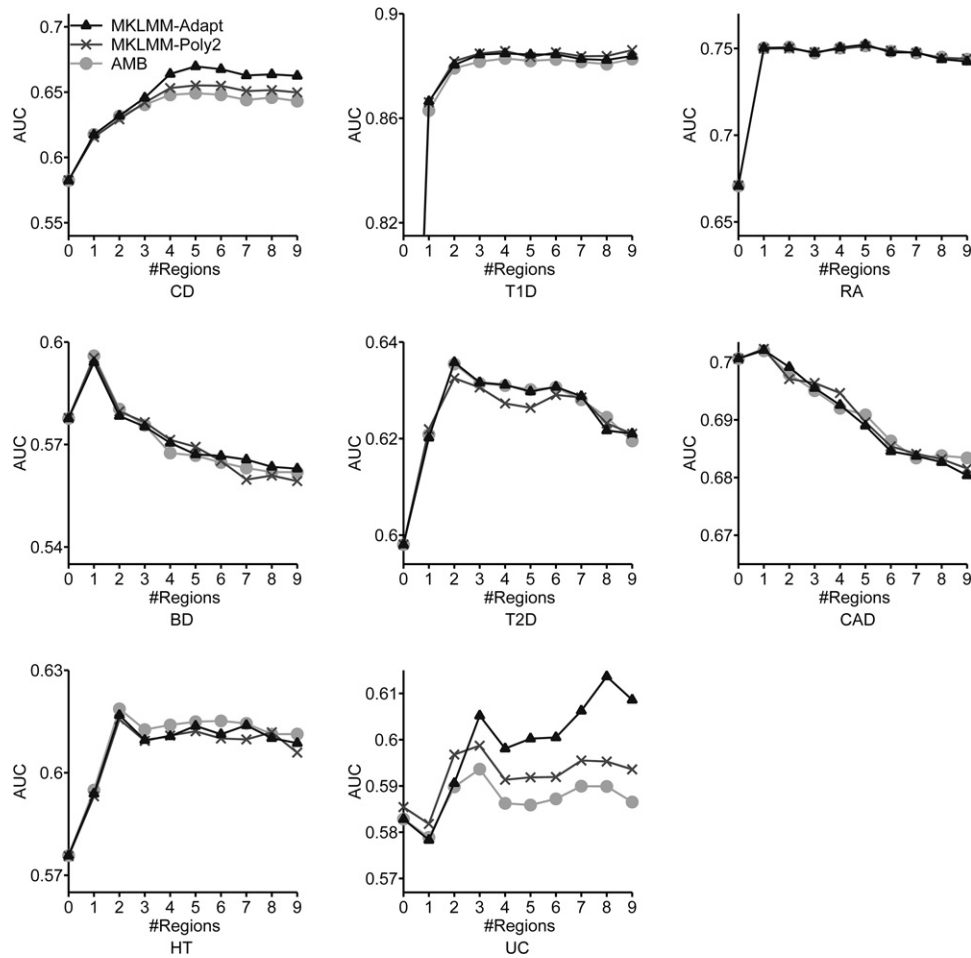 MKLMM-Adapt
MKLMM-Poly2
AMB
0.7
0.65
0.6
0.55
AUC
0 1 2 3 4 5 6 7 8 9
#Regions
CD
0.9
0.86
0.82
AUC
0 1 2 3 4 5 6 7 8 9
#Regions
T1D
0.75
0.7
0.65
AUC
0 1 2 3 4 5 6 7 8 9
#Regions
RA
0.6
0.57
0.54
AUC
0 1 2 3 4 5 6 7 8 9
#Regions
BD
0.64
0.62
0.6
AUC
0 1 2 3 4 5 6 7 8 9
#Regions
T2D
0.7
0.69
0.68
0.67
AUC
0 1 2 3 4 5 6 7 8 9
#Regions
CAD
0.63
0.6
0.57
AUC
0 1 2 3 4 5 6 7 8 9
#Regions
HT
0.61
0.6
0.59
0.58
0.57
AUC
0 1 2 3 4 5 6 7 8 9
#Regions
UC